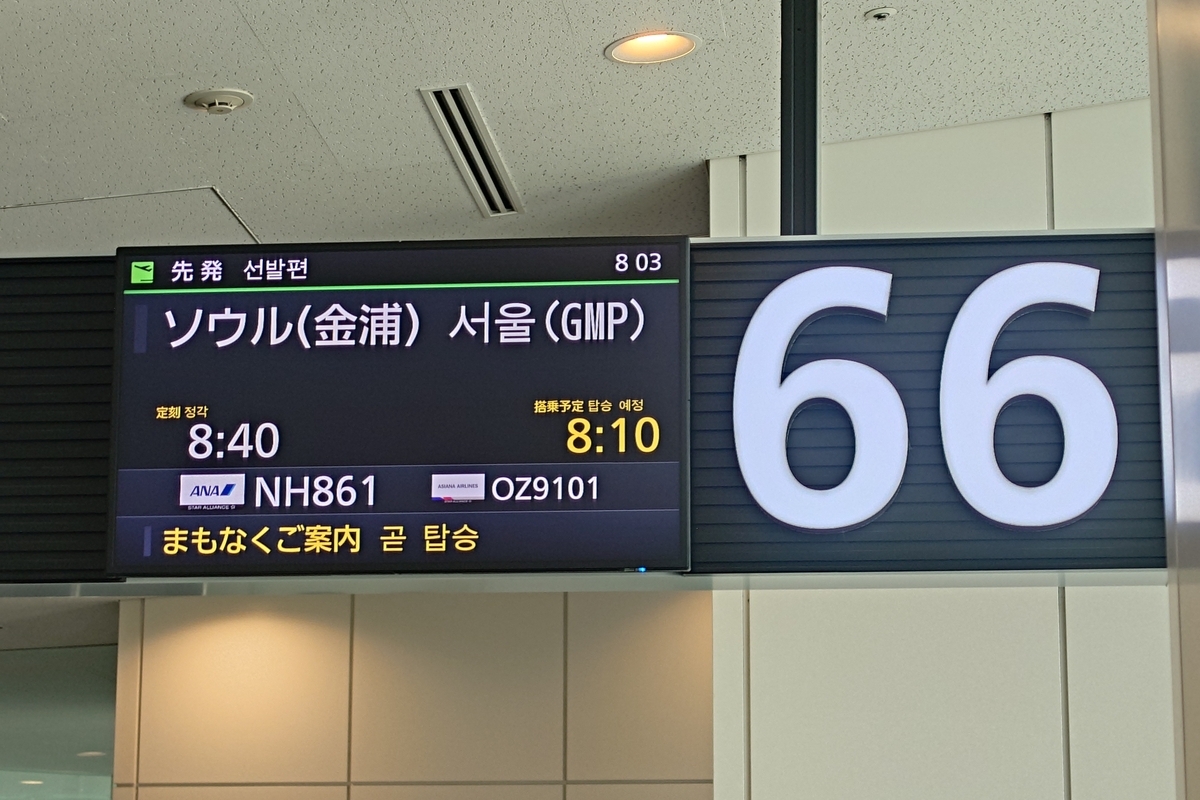 先発 선발편 8 03
ソウル(金浦) 서울(GMP)
定刻 정각 搭乗予定 탑승 예정
8:40 8:10
ANA NH861 ASIANA AIRLINES OZ9101
STAR ALLIANCE
まもなくご案内 곧 탑승
66